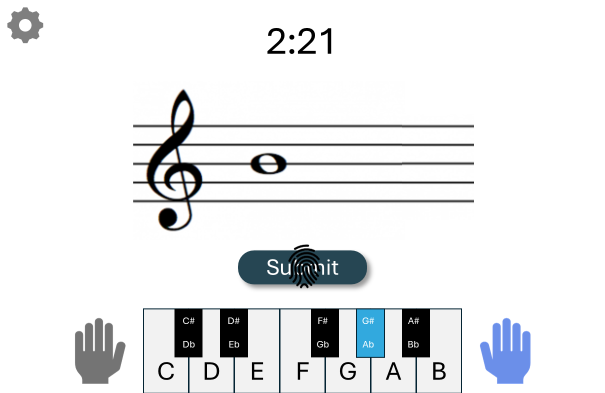 2:21
Submit
C# D# F# G# A#
Db Eb Gb Ab Bb
C D E F G A B